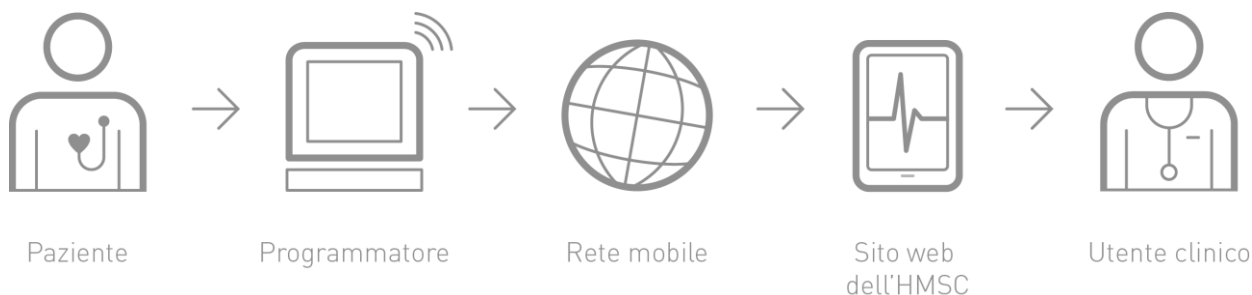 Paziente
Programmatore
Rete mobile
Sito web
dell'HMSC
Utente clinico